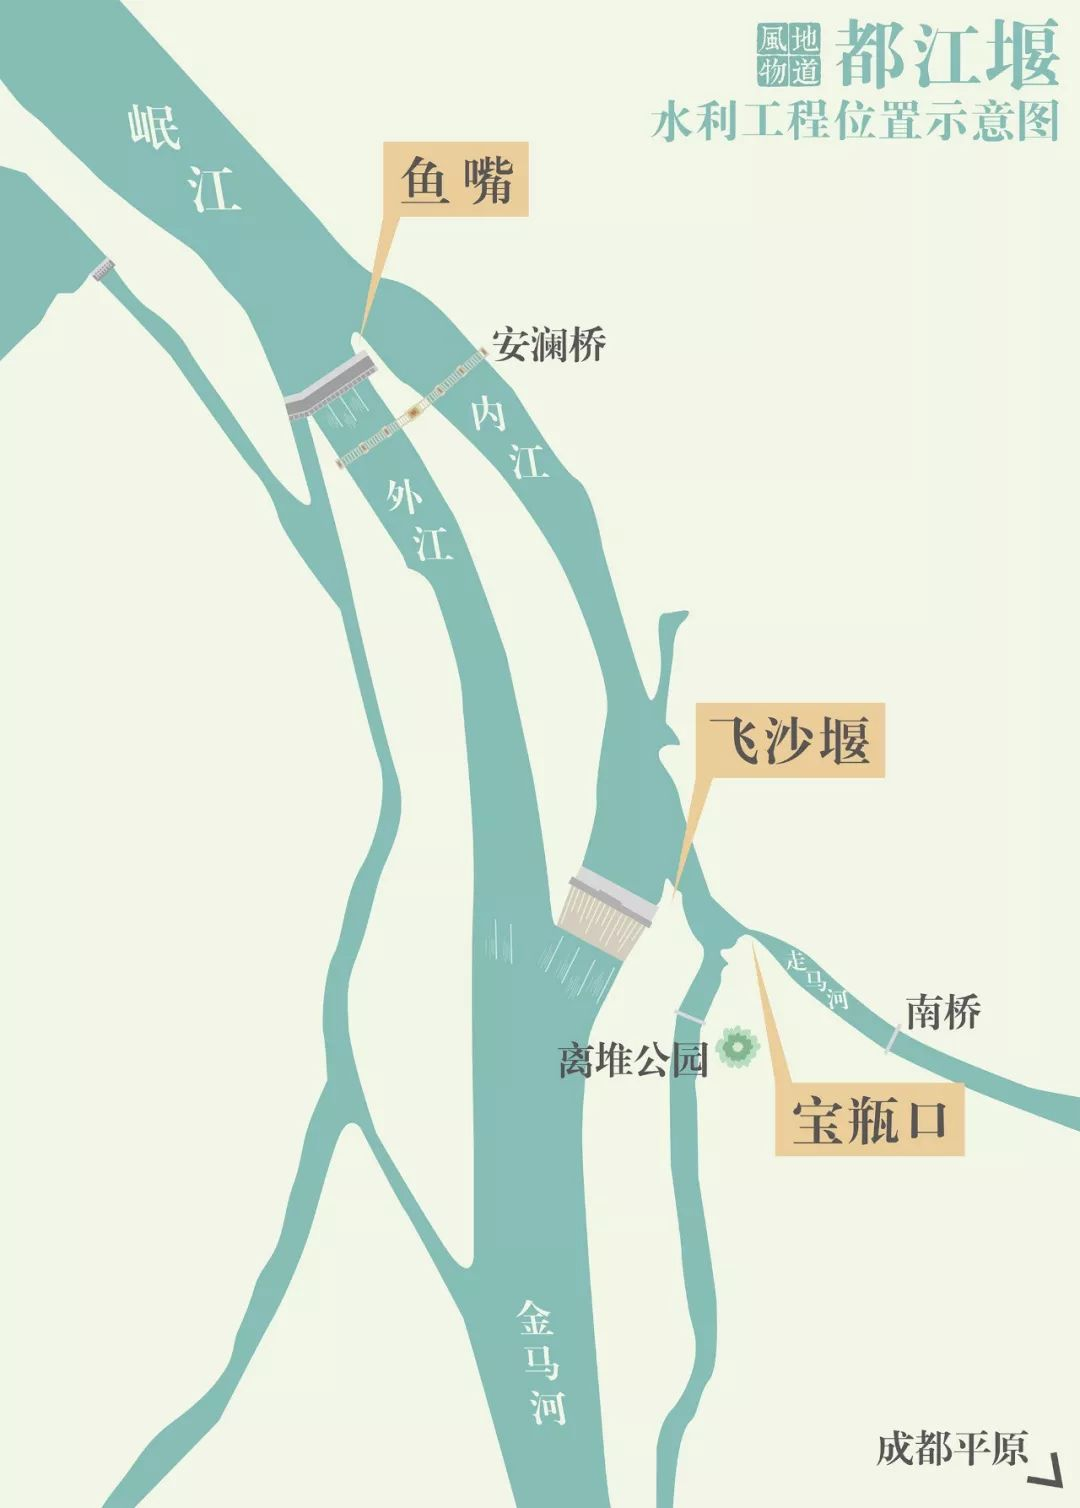 風物
地道
都江堰
水利工程位置示意图
岷江
鱼嘴
安澜桥
内江
外江
飞沙堰
走马河
南桥
离堆公园
宝瓶口
金马河
成都平原